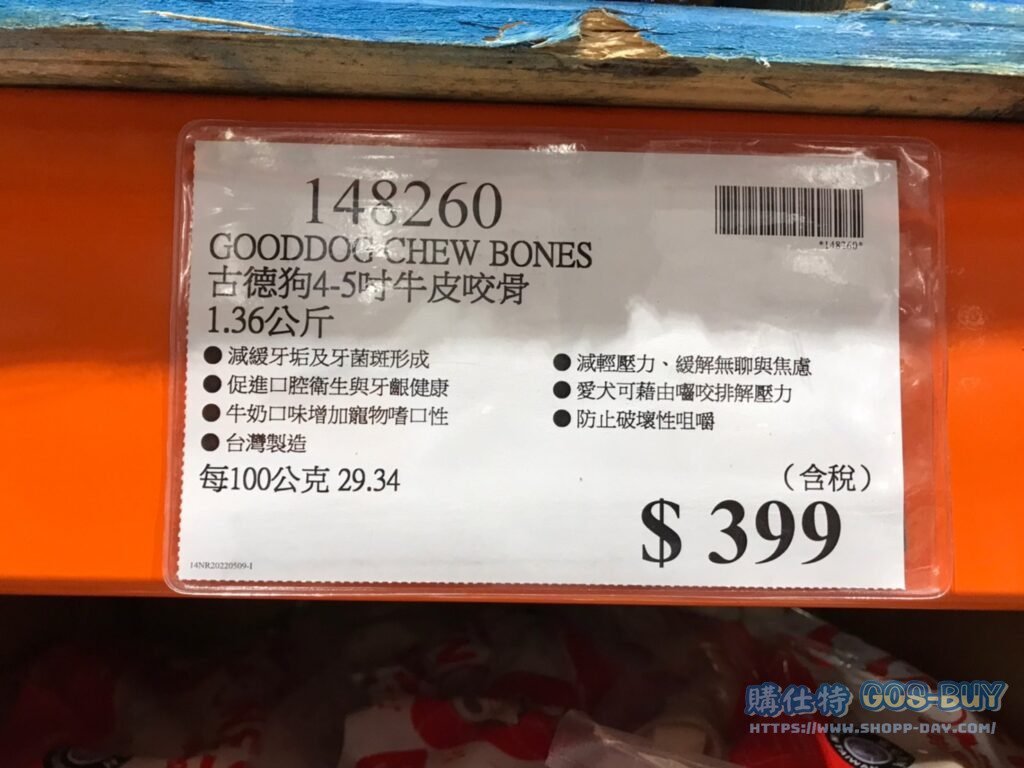 148260
*148260*
GOODDOG CHEW BONES
古德狗4-5吋牛皮咬骨
1.36公斤
●減緩牙垢及牙菌斑形成
●促進口腔衛生與牙齦健康
●牛奶口味增加寵物嗜口性
●台灣製造
●減輕壓力、緩解無聊與焦慮
●愛犬可藉由囓咬排解壓力
●防止破壞性咀嚼
每100公克 29.34
(含稅)
$ 399
14NR20220509-1
購仕特 GOS-BUY
HTTPS://WWW.SHOPP-DAY.COM/